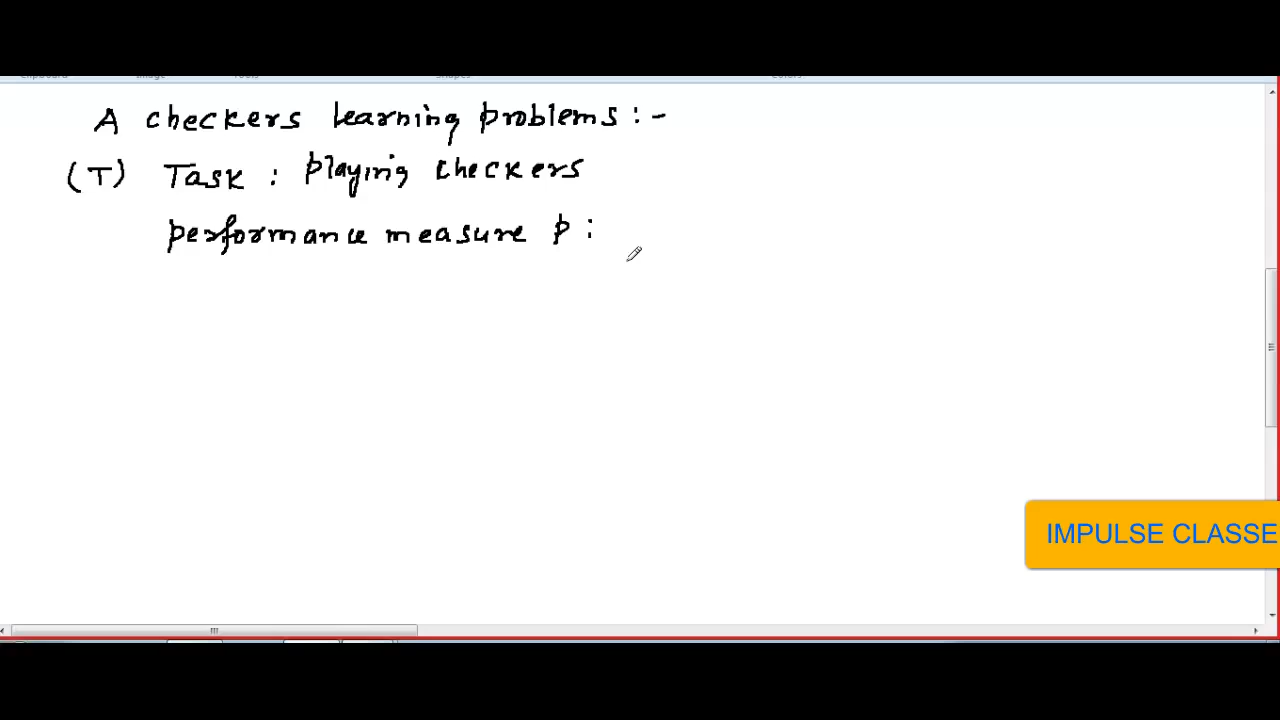 A checkers learning problems :-
(T) Task : playing checkers
performance measure P :
IMPULSE CLASSE